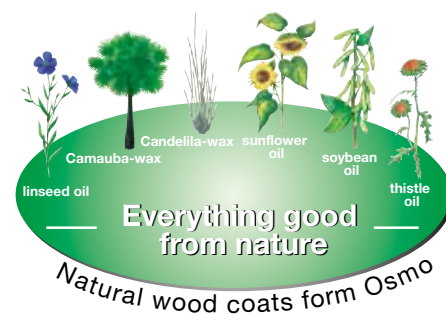 linseed oil
Camauba-wax
Candelila-wax
sunflower
oil
soybean
oil
thistle
oil
Everything good
from nature
Natural wood coats form Osmo